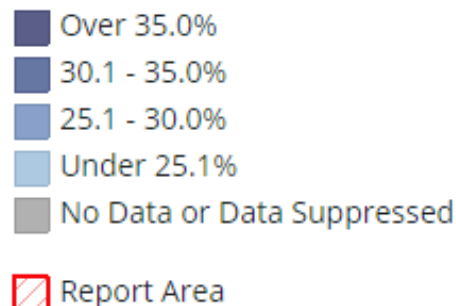 Over 35.0%
30.1 - 35.0%
25.1 - 30.0%
Under 25.1%
No Data or Data Suppressed
Report Area